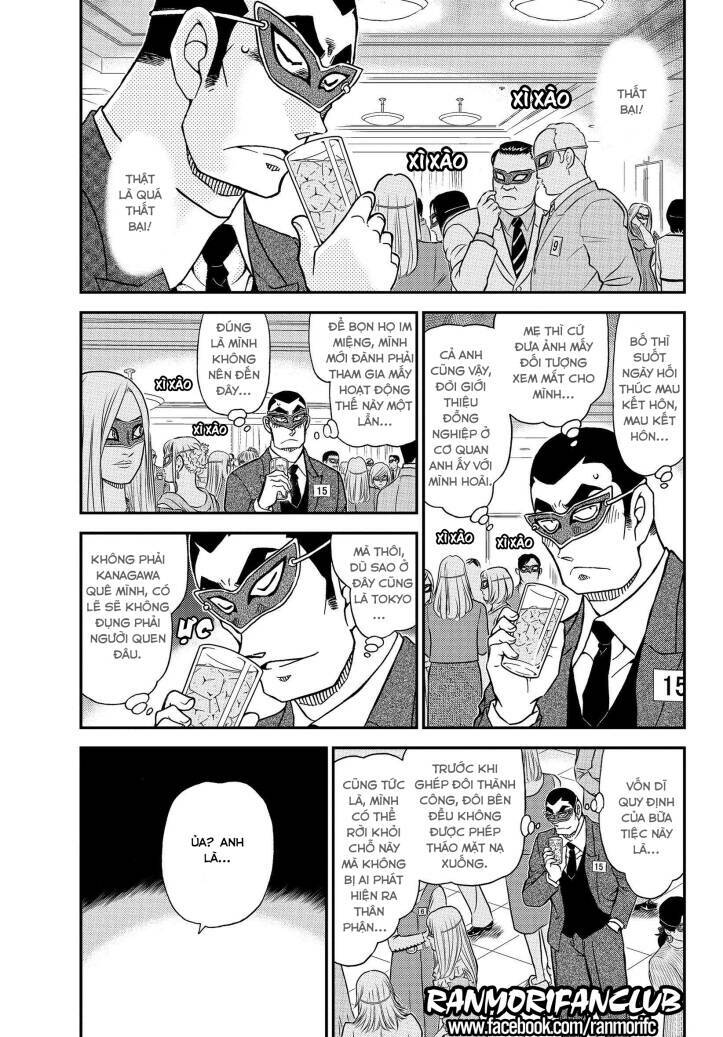 THẤT
BẠI!
XÌ XÀO
XÌ XÀO
THẬT
LÀ QUÁ
THẤT
BẠI!
BỐ THÌ
SUỐT
NGÀY HỐI
THÚC MAU
KẾT HÔN,
MAU KẾT
HÔN...
MẸ THÌ CỨ
ĐƯA ẢNH MẤY
ĐỐI TƯỢNG
XEM MẮT CHO
MÌNH...
CẢ ANH
CŨNG VẬY,
ĐÔI GIỚI
THIỆU
ĐỒNG
NGHIỆP Ở
CƠ QUAN
ANH ẤY VỚI
MÌNH HOÀI.
XÌ XÀO
XÌ XÀO
15
ĐỂ BỌN HỌ IM
MIỆNG, MÌNH
MỚI ĐÀNH PHẢI
THAM GIA MẤY
HOẠT ĐỘNG
THẾ NÀY MỘT
LẦN...
ĐÚNG
LÀ MÌNH
KHÔNG
NÊN ĐẾN
ĐÂY...
XÌ XÀO
XÌ XÀO
15
MÀ THÔI,
DÙ SAO Ở
ĐÂY CŨNG
LÀ TOKYO
...
KHÔNG PHẢI
KANAGAWA
QUÊ MÌNH, CÓ
LẼ SẼ KHÔNG
ĐỤNG PHẢI
NGƯỜI QUEN
ĐÂU.
ỰC
VỐN DĨ
QUY ĐỊNH
CỦA BỮA
TIỆC NÀY
LÀ...
TRƯỚC KHI
GHÉP ĐÔI THÀNH
CÔNG, ĐÔI BÊN
ĐỀU KHÔNG
ĐƯỢC PHÉP
THÁO MẶT NẠ
XUỐNG.
CŨNG TỨC
LÀ, MÌNH
CÓ THỂ
RỜI KHỎI
CHỖ NÀY
MÀ KHÔNG
BỊ AI PHÁT
HIỆN RA
THÂN
PHẬN...
15
6
ỦA? ANH
LÀ...
9
RANMORIFANCLUB
www.facebook.com/ranmorifc